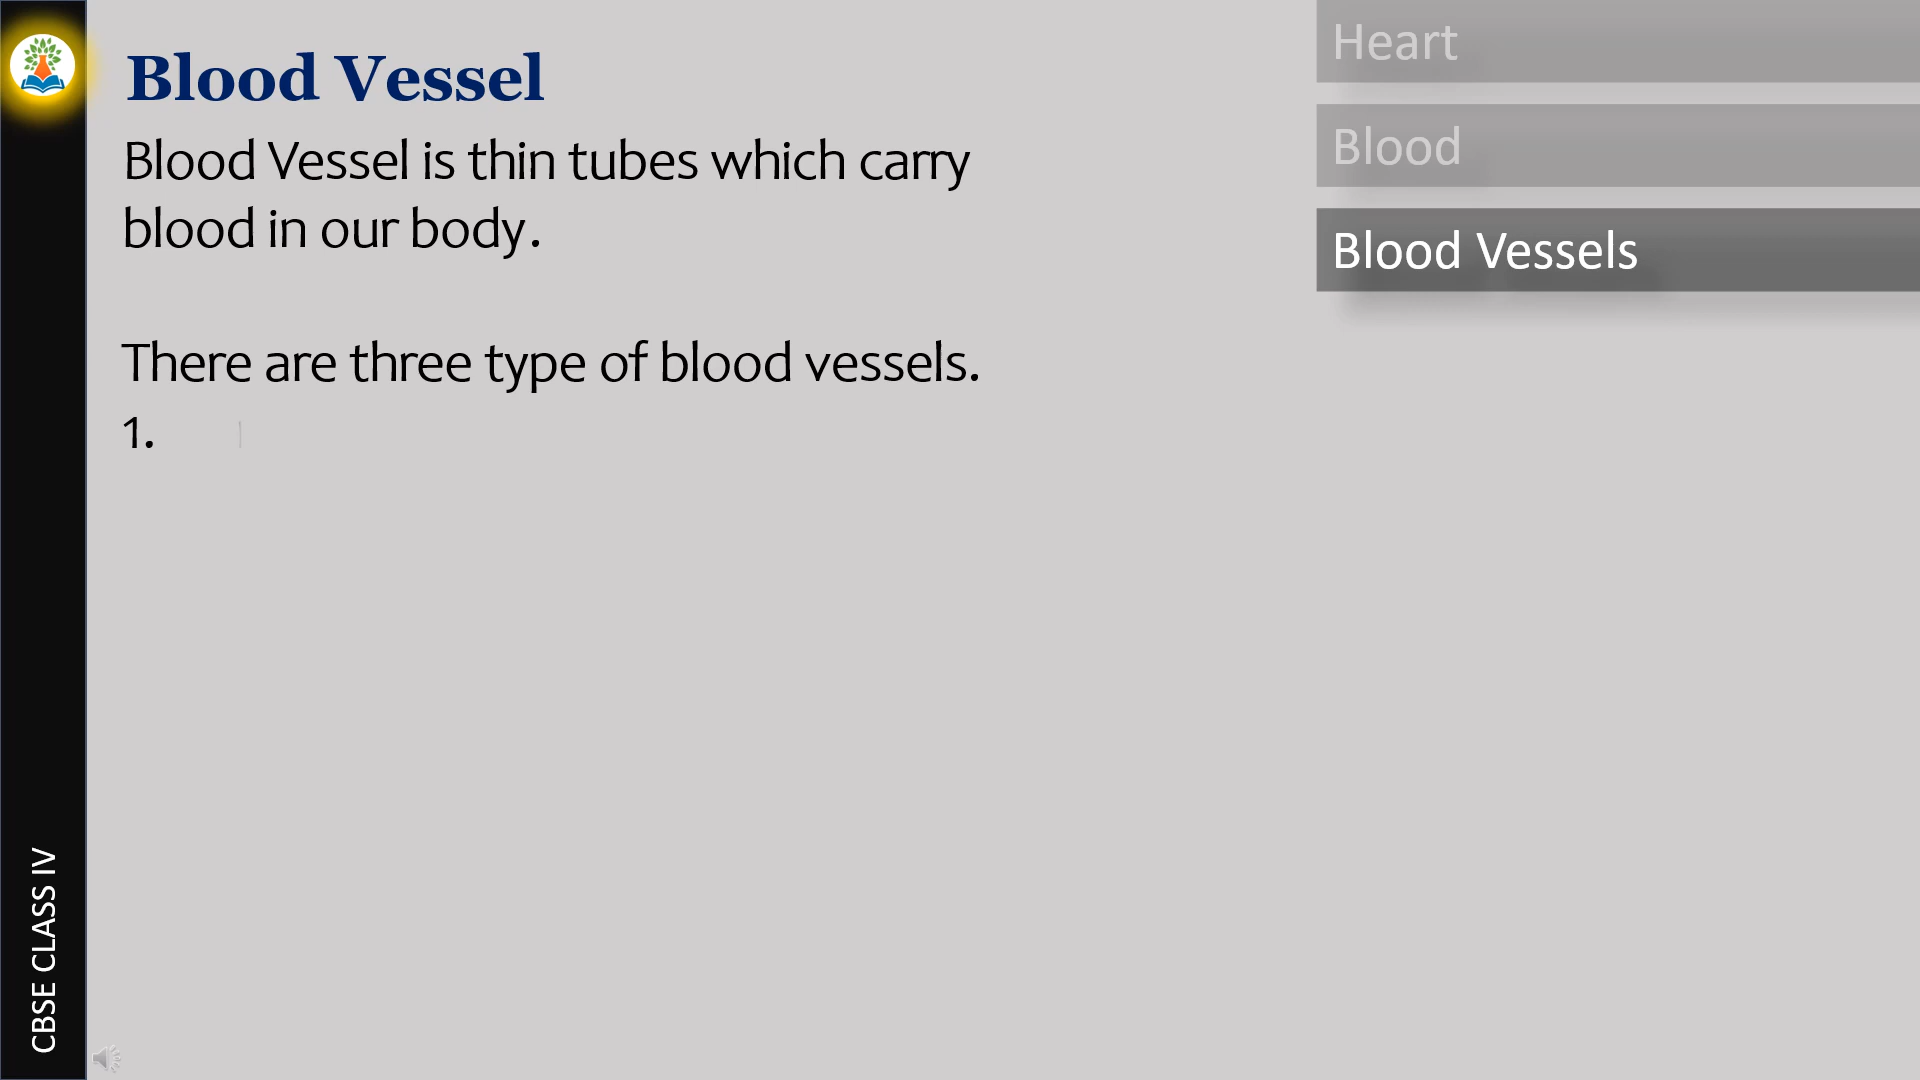 Blood Vessel
Blood Vessel is thin tubes which carry
blood in our body.
There are three type of blood vessels.
1.
Heart
Blood
Blood Vessels
CBSE CLASS IV